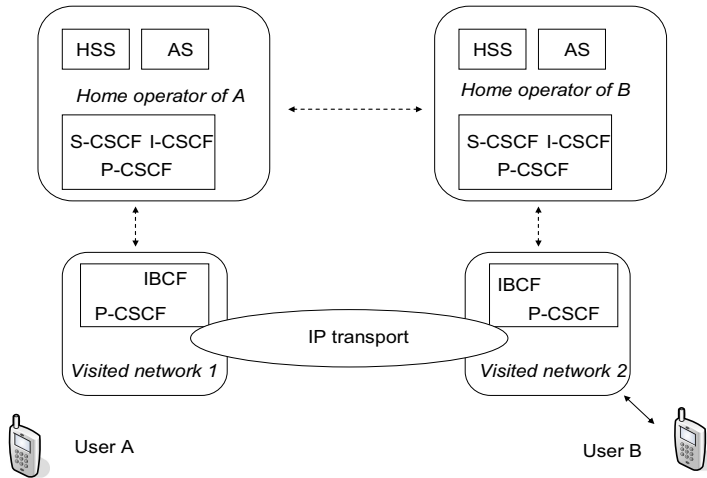 HSS
AS
Home operator of A
S-CSCF I-CSCF
P-CSCF
HSS
AS
Home operator of B
S-CSCF I-CSCF
P-CSCF
IBCF
P-CSCF
Visited network 1
IP transport
IBCF
P-CSCF
Visited network 2
User A
User B